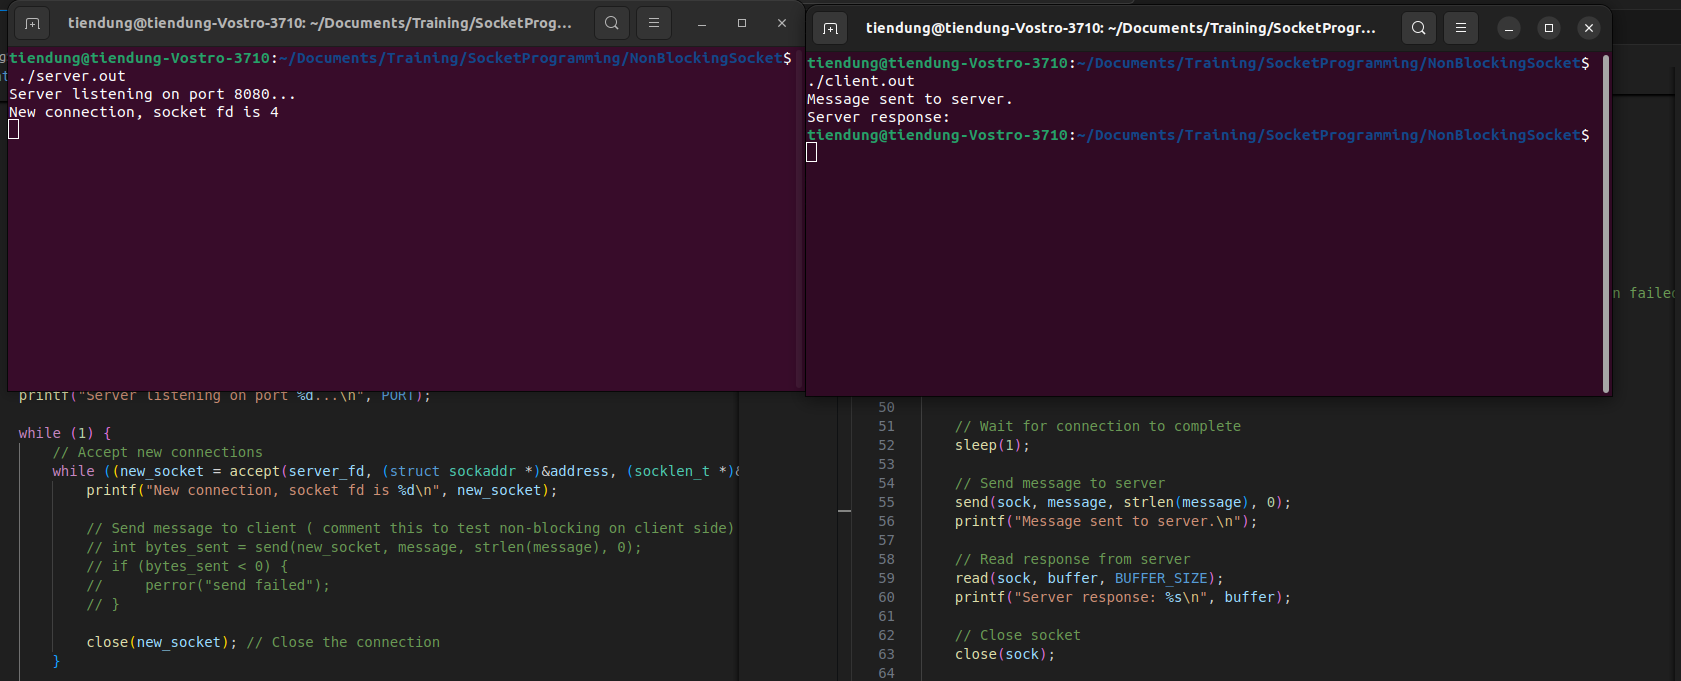 tiendung@tiendung-Vostro-3710: ~/Documents/Training/SocketProg...
tiendung@tiendung-Vostro-3710:~/Documents/Training/SocketProgramming/NonBlockingSocket$
./server.out
Server listening on port 8080...
New connection, socket fd is 4
tiendung@tiendung-Vostro-3710: ~/Documents/Training/SocketProgr...
tiendung@tiendung-Vostro-3710:~/Documents/Training/SocketProgramming/NonBlockingSocket$
./client.out
Message sent to server.
Server response:
tiendung@tiendung-Vostro-3710:~/Documents/Training/SocketProgramming/NonBlockingSocket$
n failed
printf("Server listening on port %d...\n", PORT);
while (1) {
// Accept new connections
while ((new_socket = accept(server_fd, (struct sockaddr *)&address, (socklen_t *)&
printf("New connection, socket fd is %d\n", new_socket);
// Send message to client ( comment this to test non-blocking on client side)
// int bytes_sent = send(new_socket, message, strlen(message), 0);
// if (bytes_sent < 0) {
//     perror("send failed");
// }
close(new_socket); // Close the connection
}
50
51 // Wait for connection to complete
52 sleep(1);
53
54 // Send message to server
55 send(sock, message, strlen(message), 0);
56 printf("Message sent to server.\n");
57
58 // Read response from server
59 read(sock, buffer, BUFFER_SIZE);
60 printf("Server response: %s\n", buffer);
61
62 // Close socket
63 close(sock);
64